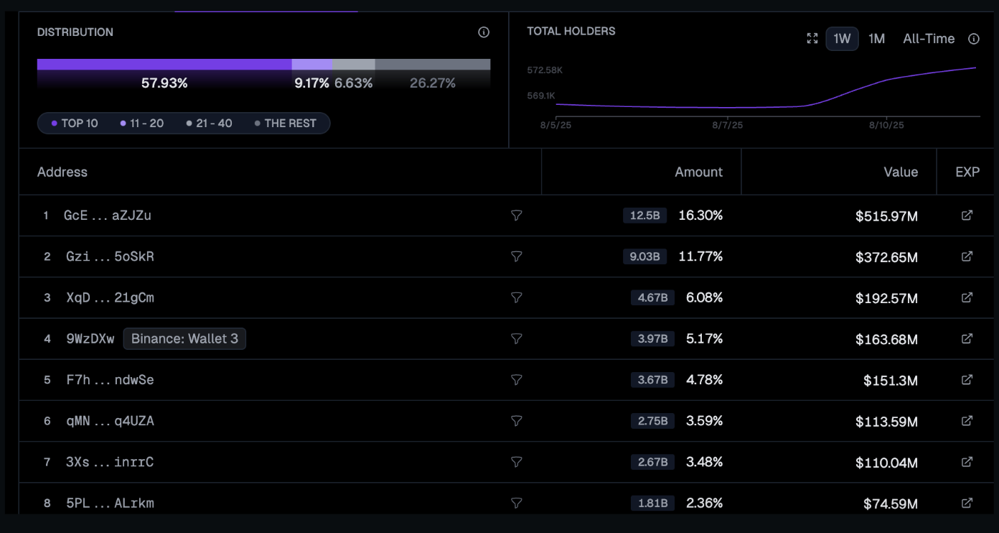 DISTRIBUTION
57.93% 9.17% 6.63% 26.27%
TOP 10 11 - 20 21 - 40 THE REST
TOTAL HOLDERS
1W 1M All-Time
572.58K
569.1K
8/5/25 8/7/25 8/10/25
Address Amount Value EXP
1 GcE ... aZJZu 12.5B 16.30% $515.97M
2 Gzi ... 5oSkR 9.03B 11.77% $372.65M
3 XqD ... 21gCm 4.67B 6.08% $192.57M
4 9WzDXw Binance: Wallet 3 3.97B 5.17% $163.68M
5 F7h ... ndwSe 3.67B 4.78% $151.3M
6 qMN ... q4UZA 2.75B 3.59% $113.59M
7 3Xs ... inrrC 2.67B 3.48% $110.04M
8 5PL ... ALrkm 1.81B 2.36% $74.59M